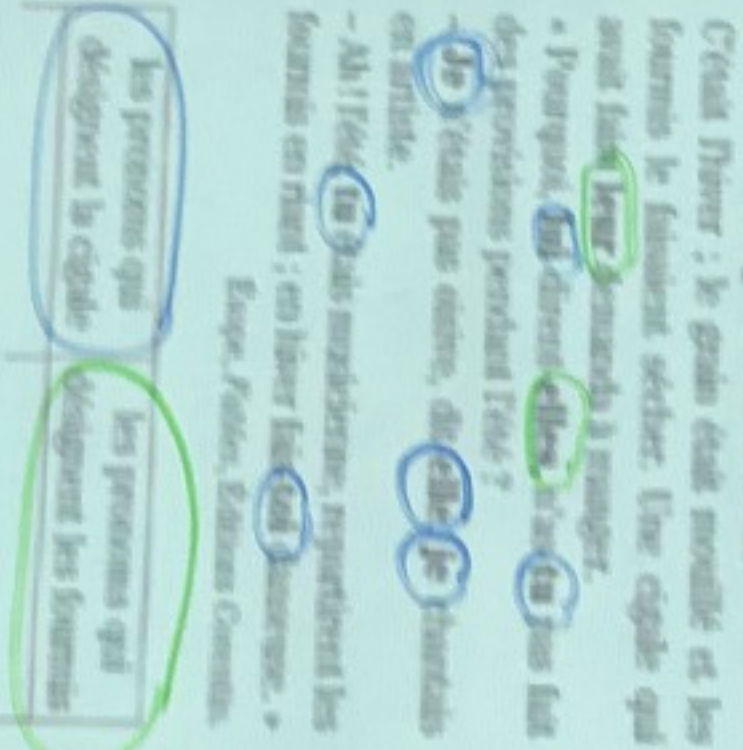 C'était l'hiver ; le grain était mouillé et les
fourmis le faisaient sécher. Une cigale qui
avait faim leur demanda à manger.
« Pourquoi, lui dirent-elles, n'as-tu pas fait
des provisions pendant l'été ?
– Je n'étais pas oisive, dit-elle, je chantais
en artiste.
– Ah ! l'été tu étais musicienne, repartirent les
fourmis en riant ; en hiver fais-toi danseuse. »
Ésope, Fables, Éditions
les pronoms qui
désignent la cigale
les pronoms qui
désignent les fourmis